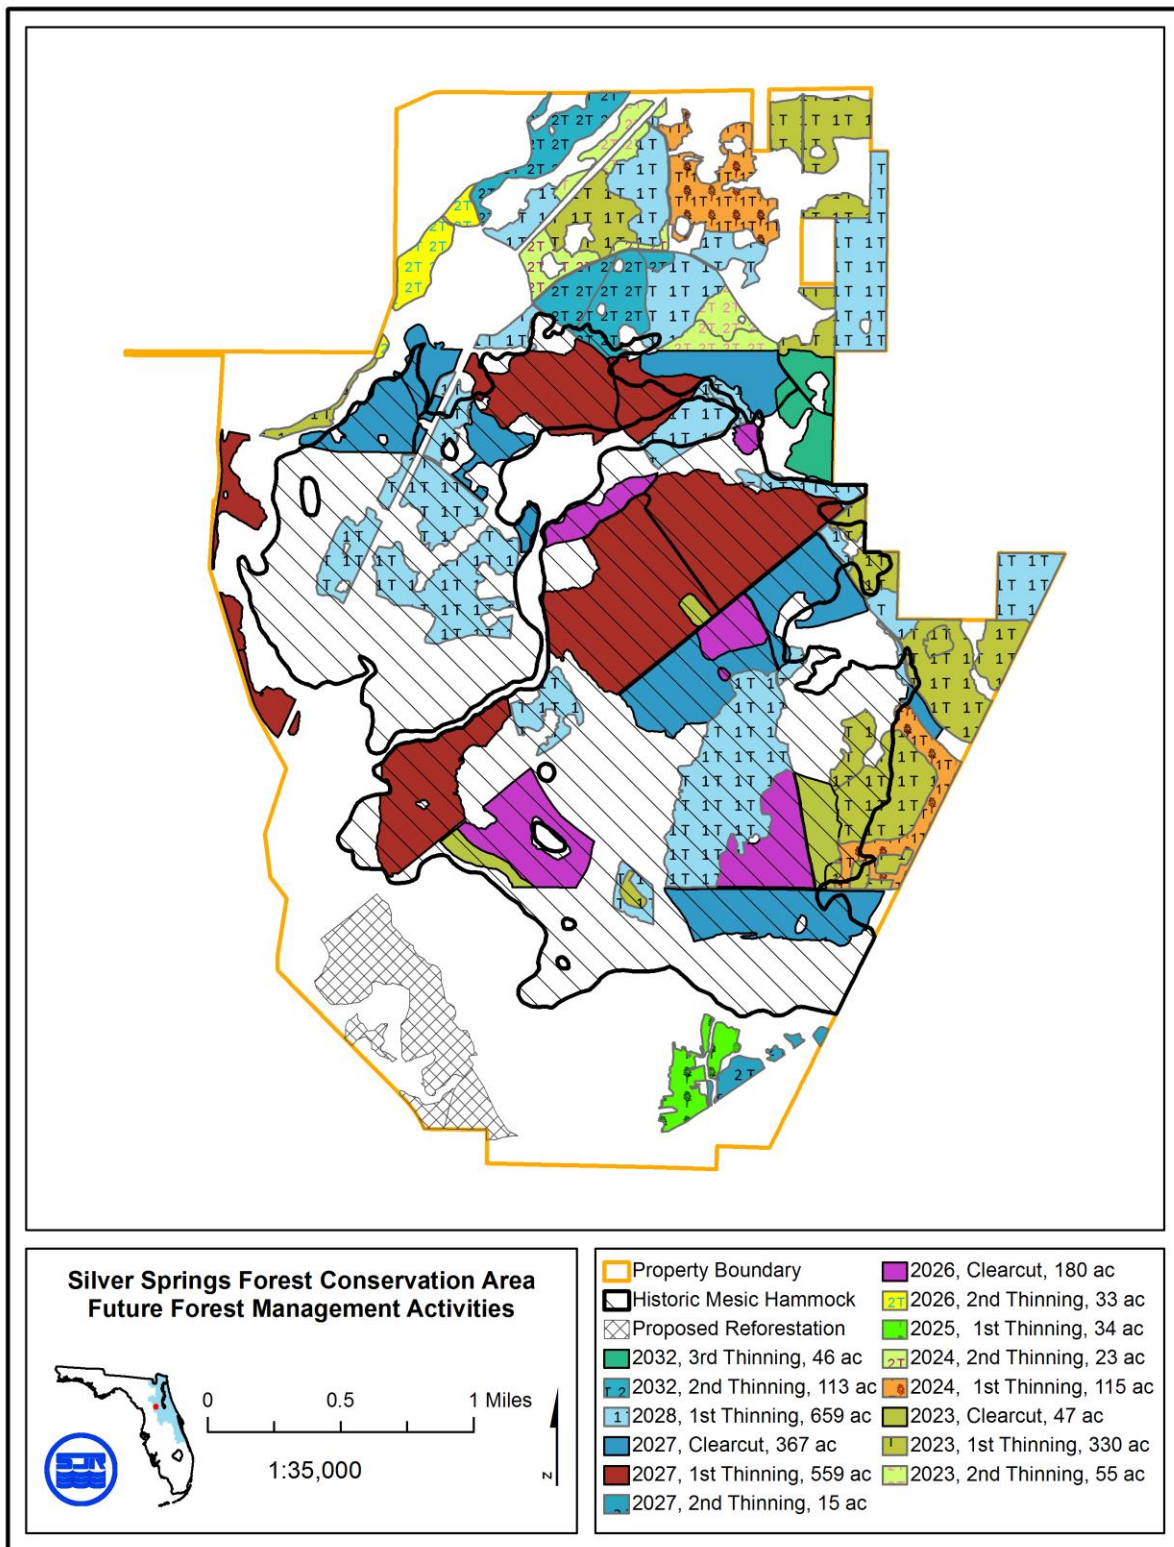 Silver Springs Forest Conservation Area
Future Forest Management Activities
0 0.5 1 Miles
1:35,000
N
SJR
Property Boundary
Historic Mesic Hammock
Proposed Reforestation
2032, 3rd Thinning, 46 ac
2032, 2nd Thinning, 113 ac
2028, 1st Thinning, 659 ac
2027, Clearcut, 367 ac
2027, 1st Thinning, 559 ac
2027, 2nd Thinning, 15 ac
2026, Clearcut, 180 ac
2026, 2nd Thinning, 33 ac
2025, 1st Thinning, 34 ac
2024, 2nd Thinning, 23 ac
2024, 1st Thinning, 115 ac
2023, Clearcut, 47 ac
2023, 1st Thinning, 330 ac
2023, 2nd Thinning, 55 ac